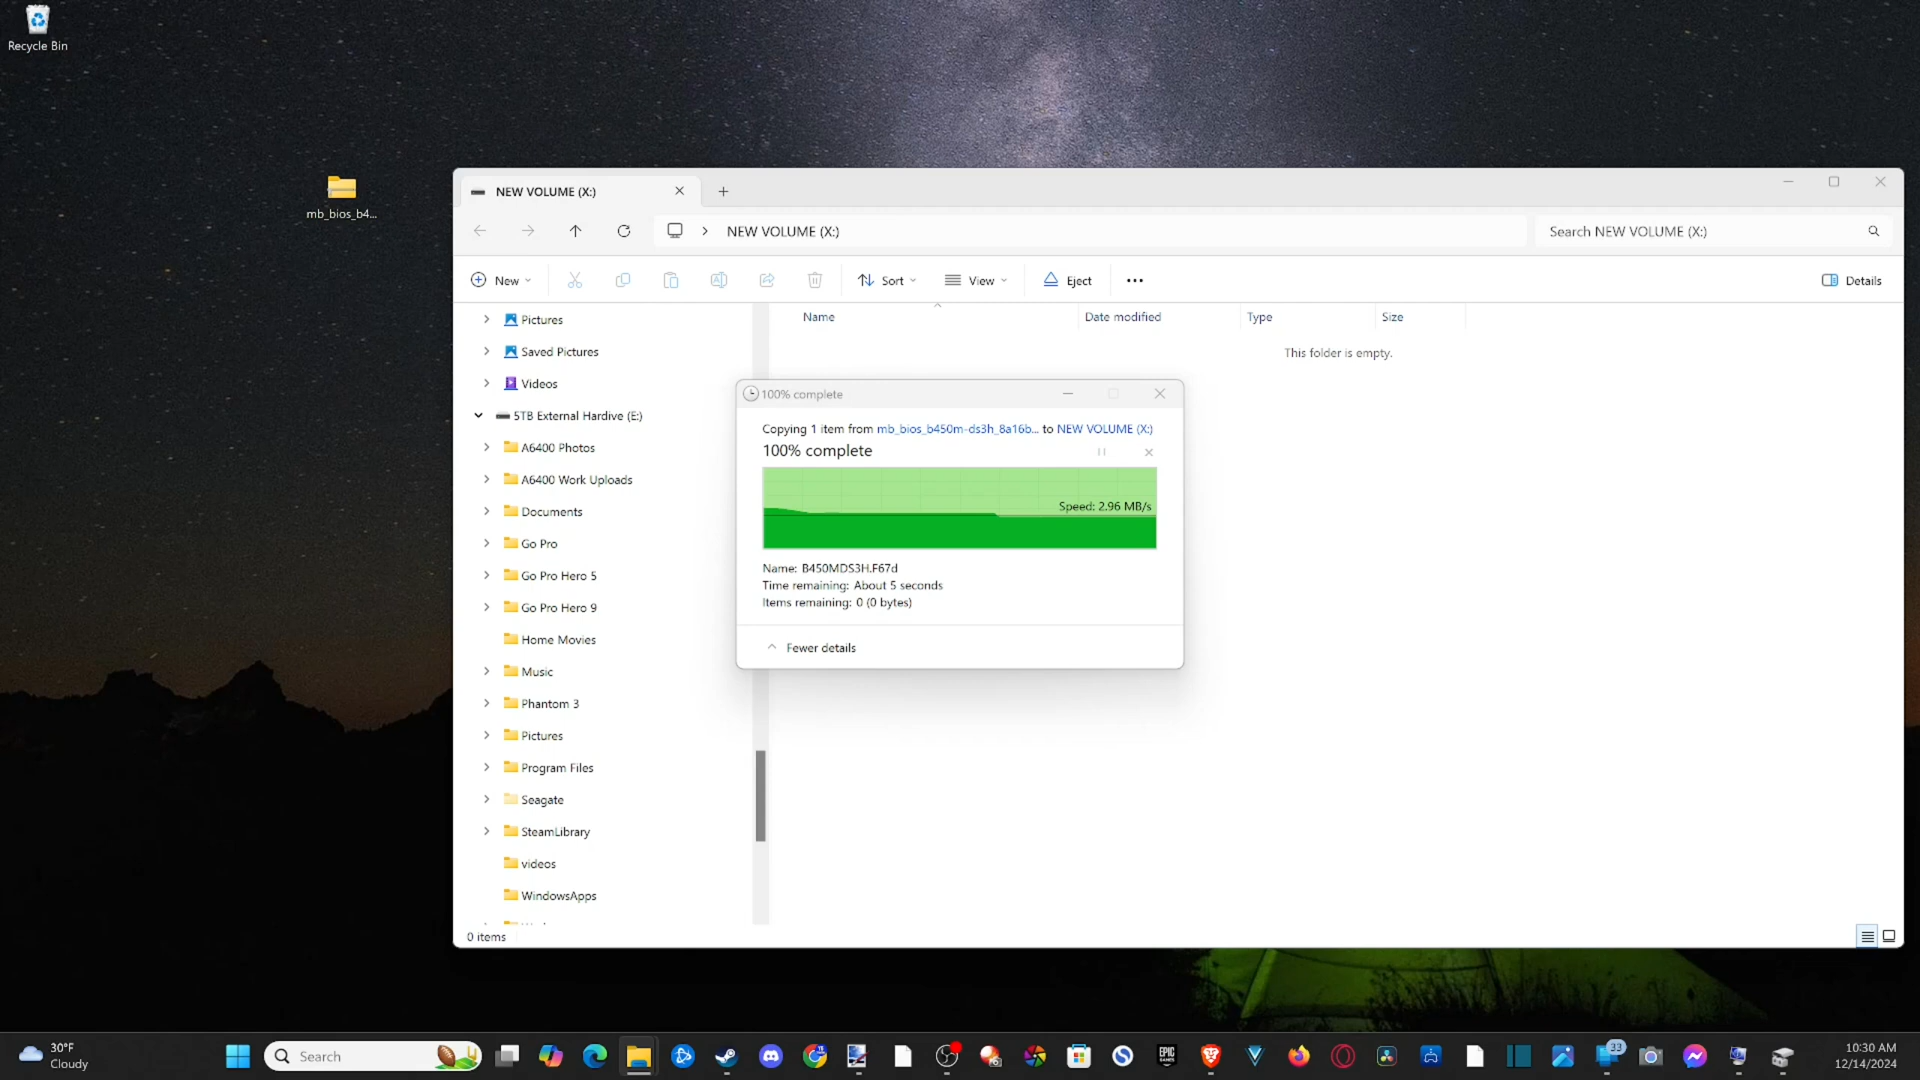 Recycle Bin
mb_bios_b4...
NEW VOLUME (X:)
NEW VOLUME (X:)
Search NEW VOLUME (X:)
New
Sort
View
Eject
Details
Pictures
Saved Pictures
Videos
5TB External Hardive (E:)
A6400 Photos
A6400 Work Uploads
Documents
Go Pro
Go Pro Hero 5
Go Pro Hero 9
Home Movies
Music
Phantom 3
Pictures
Program Files
Seagate
SteamLibrary
videos
WindowsApps
0 items
Name Date modified Type Size
This folder is empty.
100% complete
Copying 1 item from mb_bios_b450m-ds3h_8a16b... to NEW VOLUME (X:)
100% complete
Speed: 2.96 MB/s
Name: B450MDS3H.F67d
Time remaining: About 5 seconds
Items remaining: 0 (0 bytes)
Fewer details
30°F
Cloudy
Search
EPIC GAMES
33
10:30 AM
12/14/2024